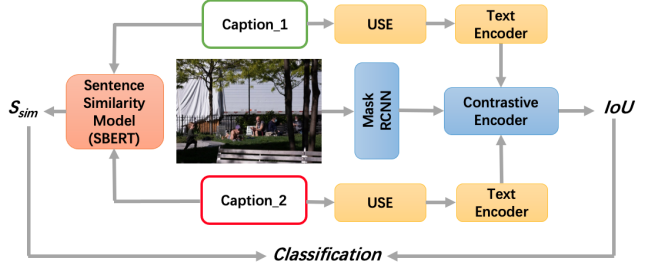 Caption_1
USE
Text
Encoder
Sentence
Similarity
Model
(SBERT)
S_sim
Mask
RCNN
Contrastive
Encoder
IoU
Caption_2
USE
Text
Encoder
Classification